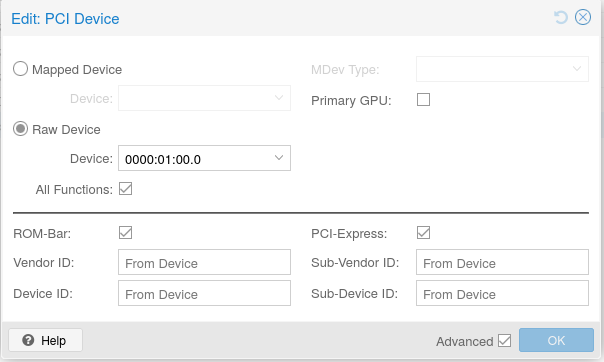 Edit: PCI Device
Mapped Device
MDev Type:
Device:
Primary GPU:
Raw Device
Device: 0000:01:00.0
All Functions:
ROM-Bar:
PCI-Express:
Vendor ID: From Device
Sub-Vendor ID: From Device
Device ID: From Device
Sub-Device ID: From Device
? Help
Advanced
OK